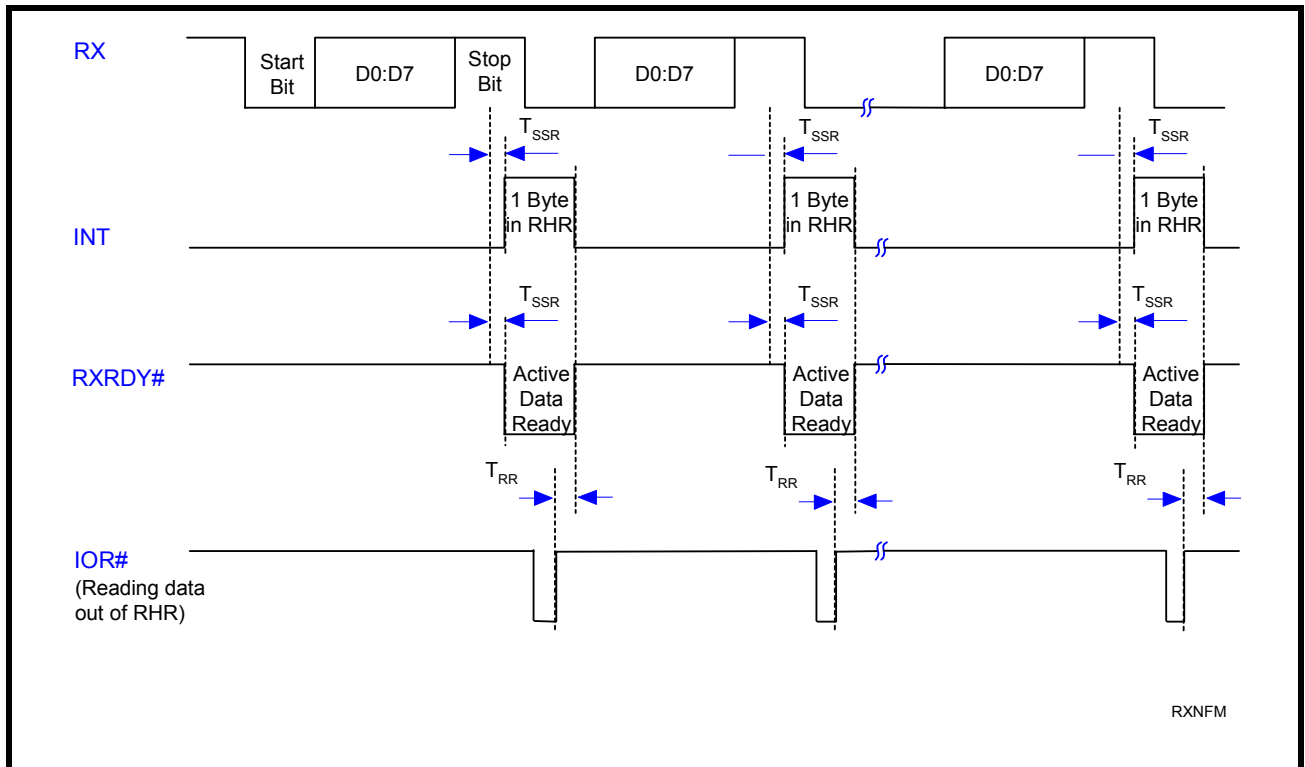 RX
Start
Bit
D0:D7
Stop
Bit
D0:D7
D0:D7
TSSR
TSSR
TSSR
INT
1 Byte
in RHR
1 Byte
in RHR
1 Byte
in RHR
TSSR
TSSR
TSSR
RXRDY#
Active
Data
Ready
Active
Data
Ready
Active
Data
Ready
TRR
TRR
TRR
IOR#
(Reading data
out of RHR)
RXNFM